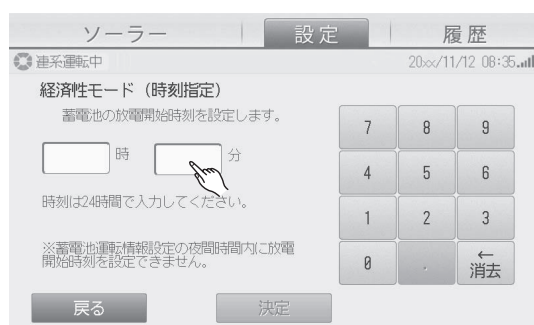 ソーラー 設定 履歴
連系運転中 20xx/11/12 08:35
経済性モード（時刻指定）
蓄電池の放電開始時刻を設定します。
時 分
時刻は24時間で入力してください。
※蓄電池運転情報設定の夜間時間内に放電
開始時刻を設定できません。
7 8 9
4 5 6
1 2 3
0 . ←
消去
戻る 決定